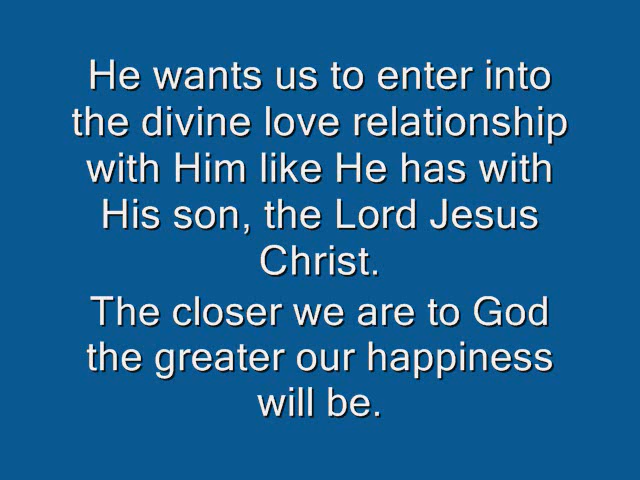 He wants us to enter into
the divine love relationship
with Him like He has with
His son, the Lord Jesus
Christ.
The closer we are to God
the greater our happiness
will be.